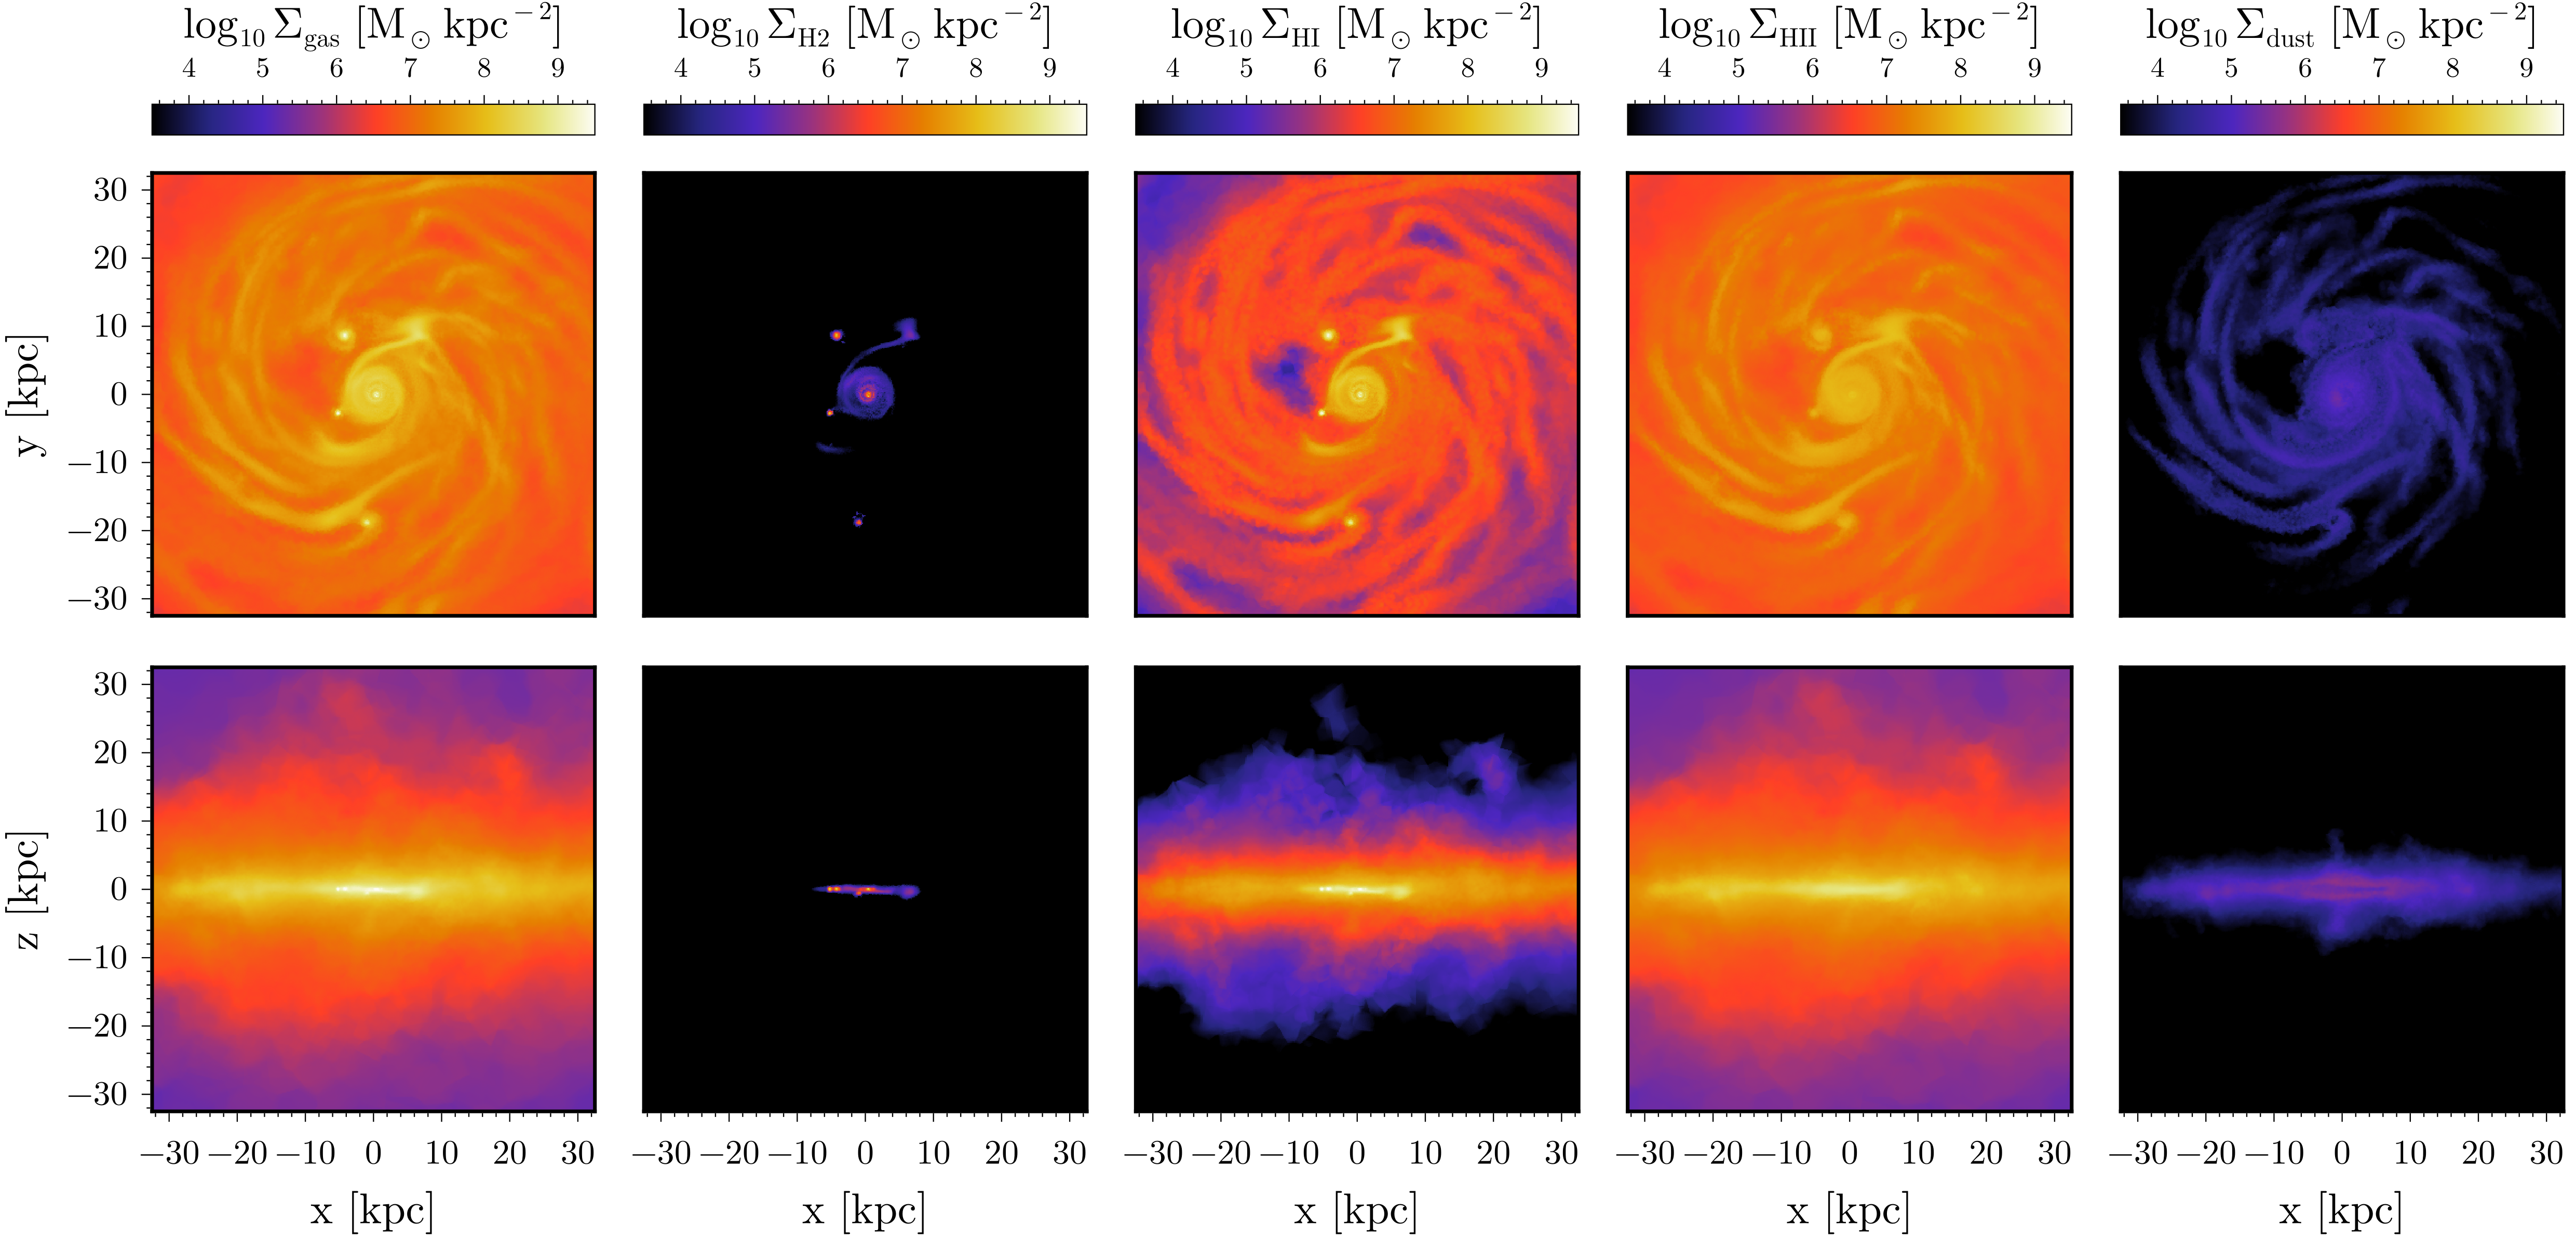 log₁₀ Σgas [M⊙ kpc⁻²] log₁₀ ΣH2 [M⊙ kpc⁻²] log₁₀ ΣHI [M⊙ kpc⁻²] log₁₀ ΣHII [M⊙ kpc⁻²] log₁₀ Σdust [M⊙ kpc⁻²]
4 5 6 7 8 9 4 5 6 7 8 9 4 5 6 7 8 9 4 5 6 7 8 9 4 5 6 7 8 9
30
20
10
0
−10
−20
−30
y [kpc]
30
20
10
0
−10
−20
−30
z [kpc]
−30 −20 −10 0 10 20 30 −30 −20 −10 0 10 20 30 −30 −20 −10 0 10 20 30 −30 −20 −10 0 10 20 30 −30 −20 −10 0 10 20 30
x [kpc] x [kpc] x [kpc] x [kpc] x [kpc]